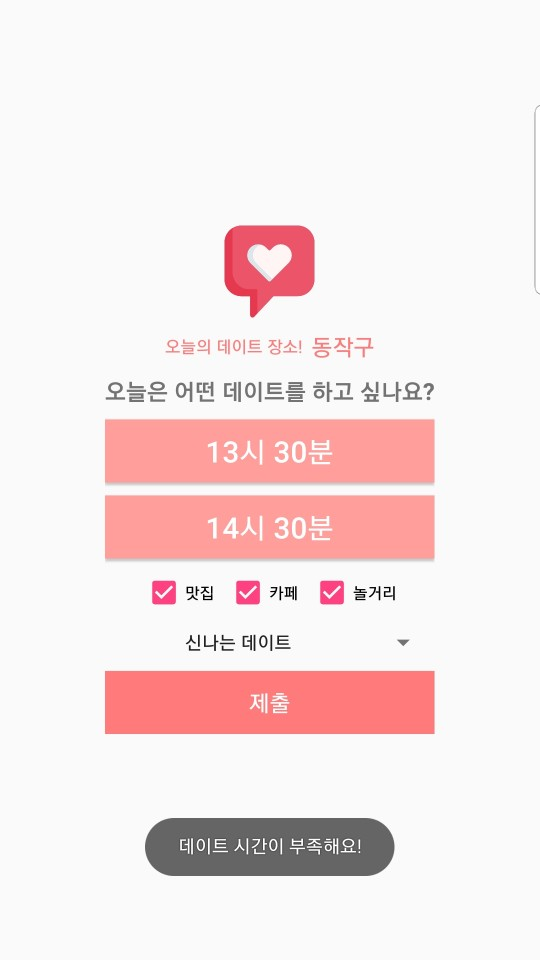 오늘의 데이트 장소! 동작구
오늘은 어떤 데이트를 하고 싶나요?
13시 30분
14시 30분
맛집 카페 놀거리
신나는 데이트
제출
데이트 시간이 부족해요!